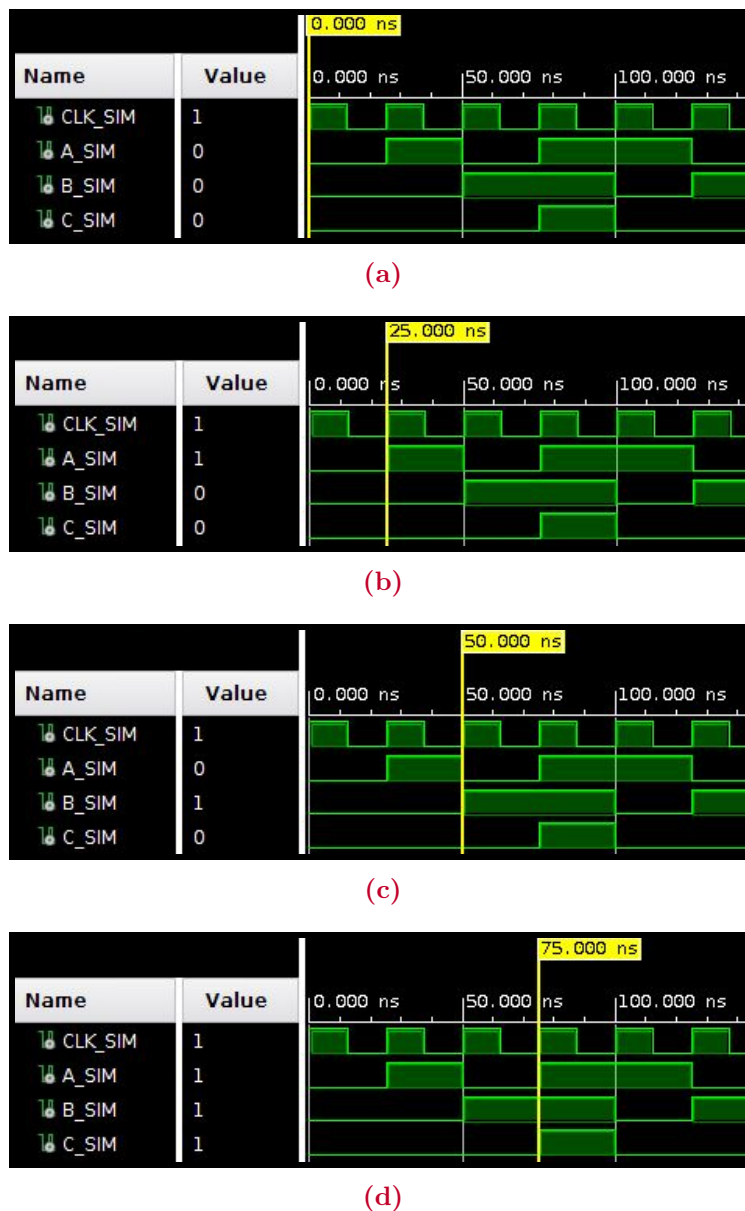 0.000 ns
Name Value 0.000 ns 50.000 ns 100.000 ns
CLK_SIM 1
A_SIM 0
B_SIM 0
C_SIM 0
(a)
25.000 ns
Name Value 0.000 ns 50.000 ns 100.000 ns
CLK_SIM 1
A_SIM 1
B_SIM 0
C_SIM 0
(b)
50.000 ns
Name Value 0.000 ns 50.000 ns 100.000 ns
CLK_SIM 1
A_SIM 0
B_SIM 1
C_SIM 0
(c)
75.000 ns
Name Value 0.000 ns 50.000 ns 100.000 ns
CLK_SIM 1
A_SIM 1
B_SIM 1
C_SIM 1
(d)